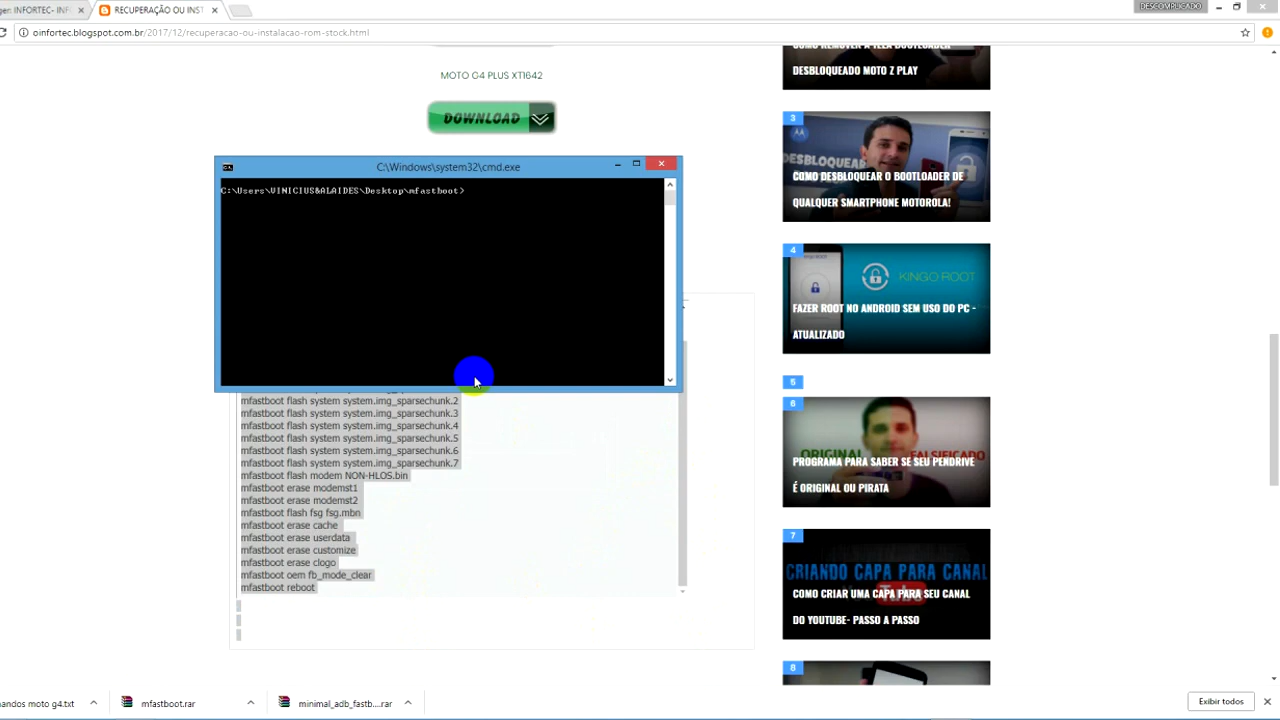 ger: INFORTEC- INF
RECUPERAÇÃO OU INST
DESCOMPLICADO
oinfortec.blogspot.com.br/2017/12/recuperacao-ou-instalacao-rom-stock.html
MOTO G4 PLUS XT1642
DOWNLOAD
C:\Windows\system32\cmd.exe
C:\Users\VINICIUS&ALAIDES\Desktop\mfastboot>
mfastboot flash system system.img_sparsechunk.2
mfastboot flash system system.img_sparsechunk.3
mfastboot flash system system.img_sparsechunk.4
mfastboot flash system system.img_sparsechunk.5
mfastboot flash system system.img_sparsechunk.6
mfastboot flash system system.img_sparsechunk.7
mfastboot flash modem NON-HLOS.bin
mfastboot erase modemst1
mfastboot erase modemst2
mfastboot flash fsg fsg.mbn
mfastboot erase cache
mfastboot erase userdata
mfastboot erase customize
mfastboot erase clogo
mfastboot oem fb_mode_clear
mfastboot reboot
COMO REMOVER A TELA BOOTLOADER
DESBLOQUEADO MOTO Z PLAY
3
DESBLOQUEAR
COMO DESBLOQUEAR O BOOTLOADER DE
QUALQUER SMARTPHONE MOTOROLA!
4
KINGO ROOT
FAZER ROOT NO ANDROID SEM USO DO PC -
ATUALIZADO
5
6
ORIGINAL OU FALSIFICADO
PROGRAMA PARA SABER SE SEU PENDRIVE
É ORIGINAL OU PIRATA
7
CRIANDO CAPA PARA CANAL
COMO CRIAR UMA CAPA PARA SEU CANAL
DO YOUTUBE- PASSO A PASSO
8
andos moto g4.txt
mfastboot.rar
minimal_adb_fastb....rar
Exibir todos